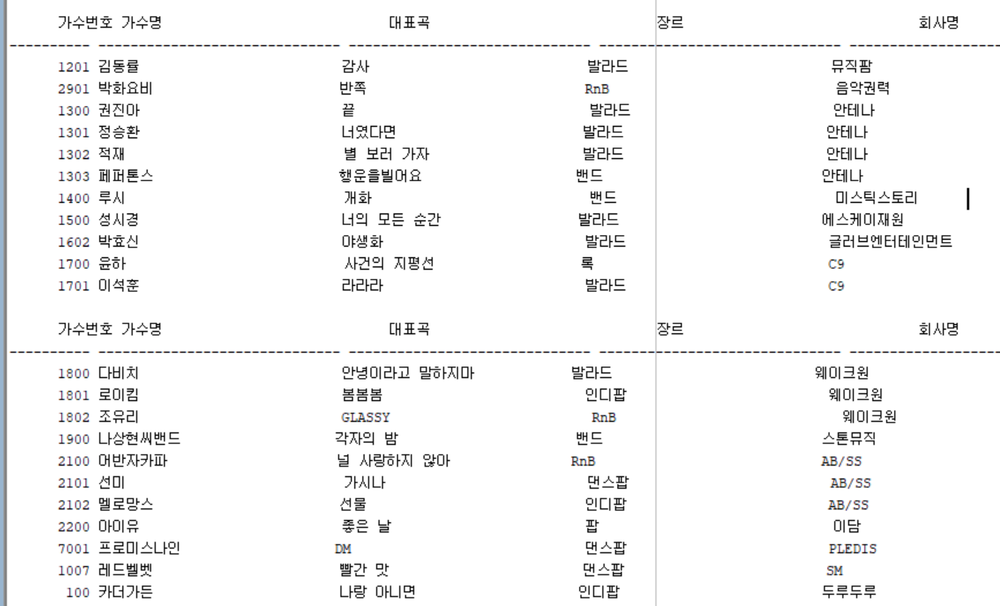 가수번호 가수명 대표곡 장르 회사명
---------- ------------------------------ ------------------------------ ------------------------------ -------------------
1201 김동률 감사 발라드 뮤직팜
2901 박화요비 반쪽 RnB 음악권력
1300 권진아 끝 발라드 안테나
1301 정승환 너였다면 발라드 안테나
1302 적재 별 보러 가자 발라드 안테나
1303 페퍼톤스 행운을빌어요 밴드 안테나
1400 루시 개화 밴드 미스틱스토리
1500 성시경 너의 모든 순간 발라드 에스케이재원
1602 박효신 야생화 발라드 글러브엔터테인먼트
1700 윤하 사건의 지평선 록 C9
1701 이석훈 라라라 발라드 C9
가수번호 가수명 대표곡 장르 회사명
---------- ------------------------------ ------------------------------ ------------------------------ -------------------
1800 다비치 안녕이라고 말하지마 발라드 웨이크원
1801 로이킴 봄봄봄 인디팝 웨이크원
1802 조유리 GLASSY RnB 웨이크원
1900 나상현씨밴드 각자의 밤 밴드 스톤뮤직
2100 어반자카파 널 사랑하지 않아 RnB AB/SS
2101 선미 가시나 댄스팝 AB/SS
2102 멜로망스 선물 인디팝 AB/SS
2200 아이유 좋은 날 팝 이담
7001 프로미스나인 DM 댄스팝 PLEDIS
1007 레드벨벳 빨간 맛 댄스팝 SM
100 카더가든 나랑 아니면 인디팝 두루두루